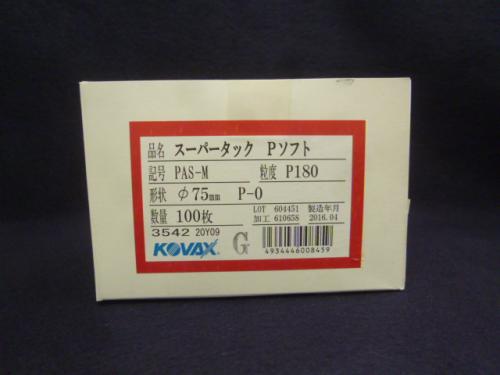 品名 スーパータック Pソフト
記号 PAS-M 粒度 P180
形状 φ75mm P-0
数量 100枚
LOT 604451 製造年月
加工 610658 2016.04
3542 20Y09
KOVAX G
4934446008459